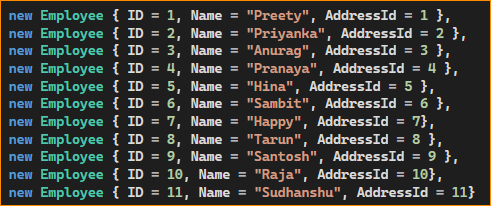 new Employee { ID = 1, Name = "Preety", AddressId = 1 },
new Employee { ID = 2, Name = "Priyanka", AddressId = 2 },
new Employee { ID = 3, Name = "Anurag", AddressId = 3 },
new Employee { ID = 4, Name = "Pranaya", AddressId = 4 },
new Employee { ID = 5, Name = "Hina", AddressId = 5 },
new Employee { ID = 6, Name = "Sambit", AddressId = 6 },
new Employee { ID = 7, Name = "Happy", AddressId = 7},
new Employee { ID = 8, Name = "Tarun", AddressId = 8 },
new Employee { ID = 9, Name = "Santosh", AddressId = 9 },
new Employee { ID = 10, Name = "Raja", AddressId = 10},
new Employee { ID = 11, Name = "Sudhanshu", AddressId = 11}